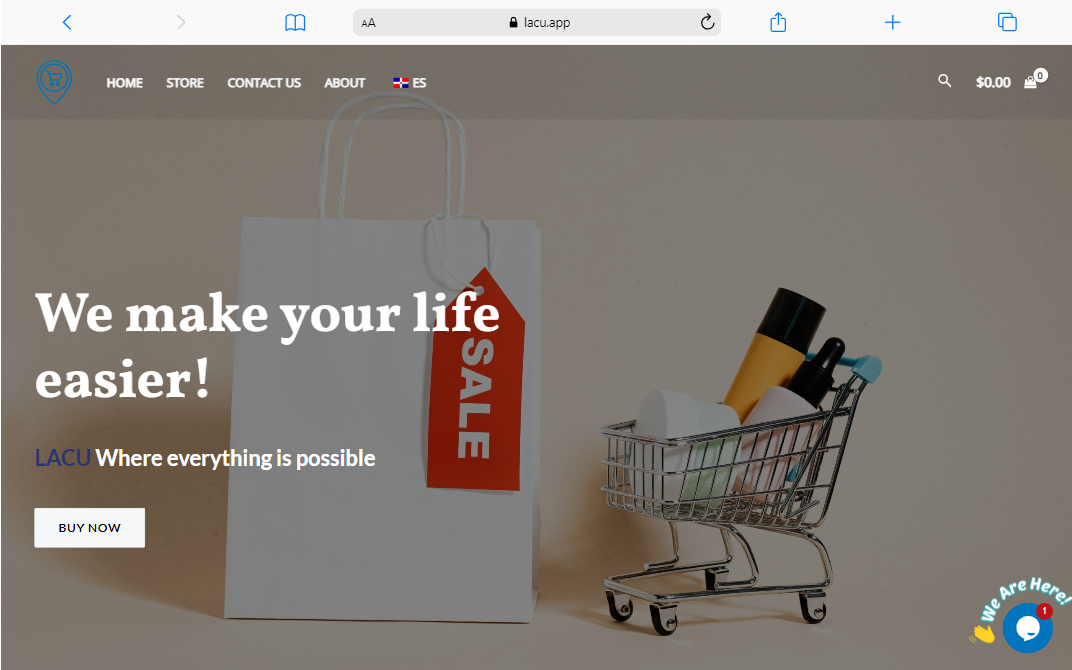 AA lacu.app
HOME STORE CONTACT US ABOUT ES $0.00 0
We make your life
easier!
SALE
LACU Where everything is possible
BUY NOW
We Are Here!
1